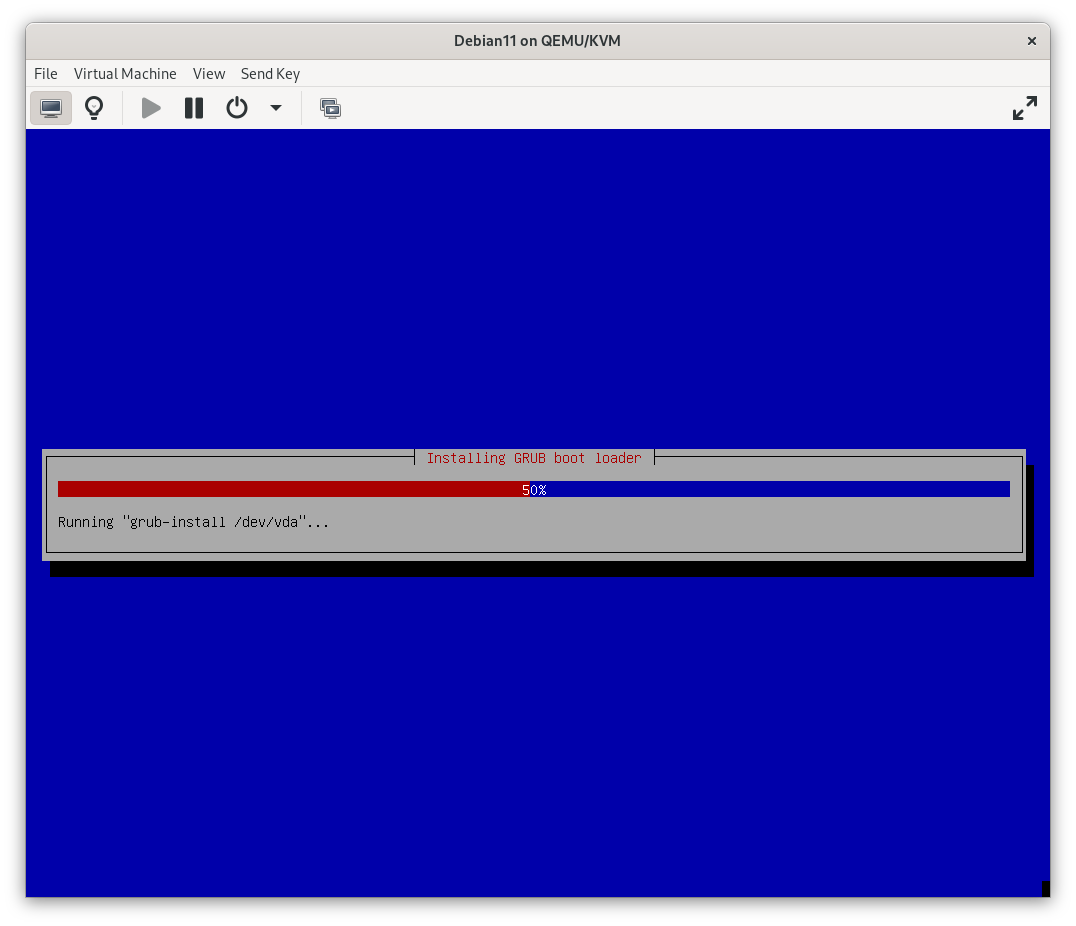 Debian11 on QEMU/KVM
File Virtual Machine View Send Key
Installing GRUB boot loader
50%
Running "grub-install /dev/vda"...